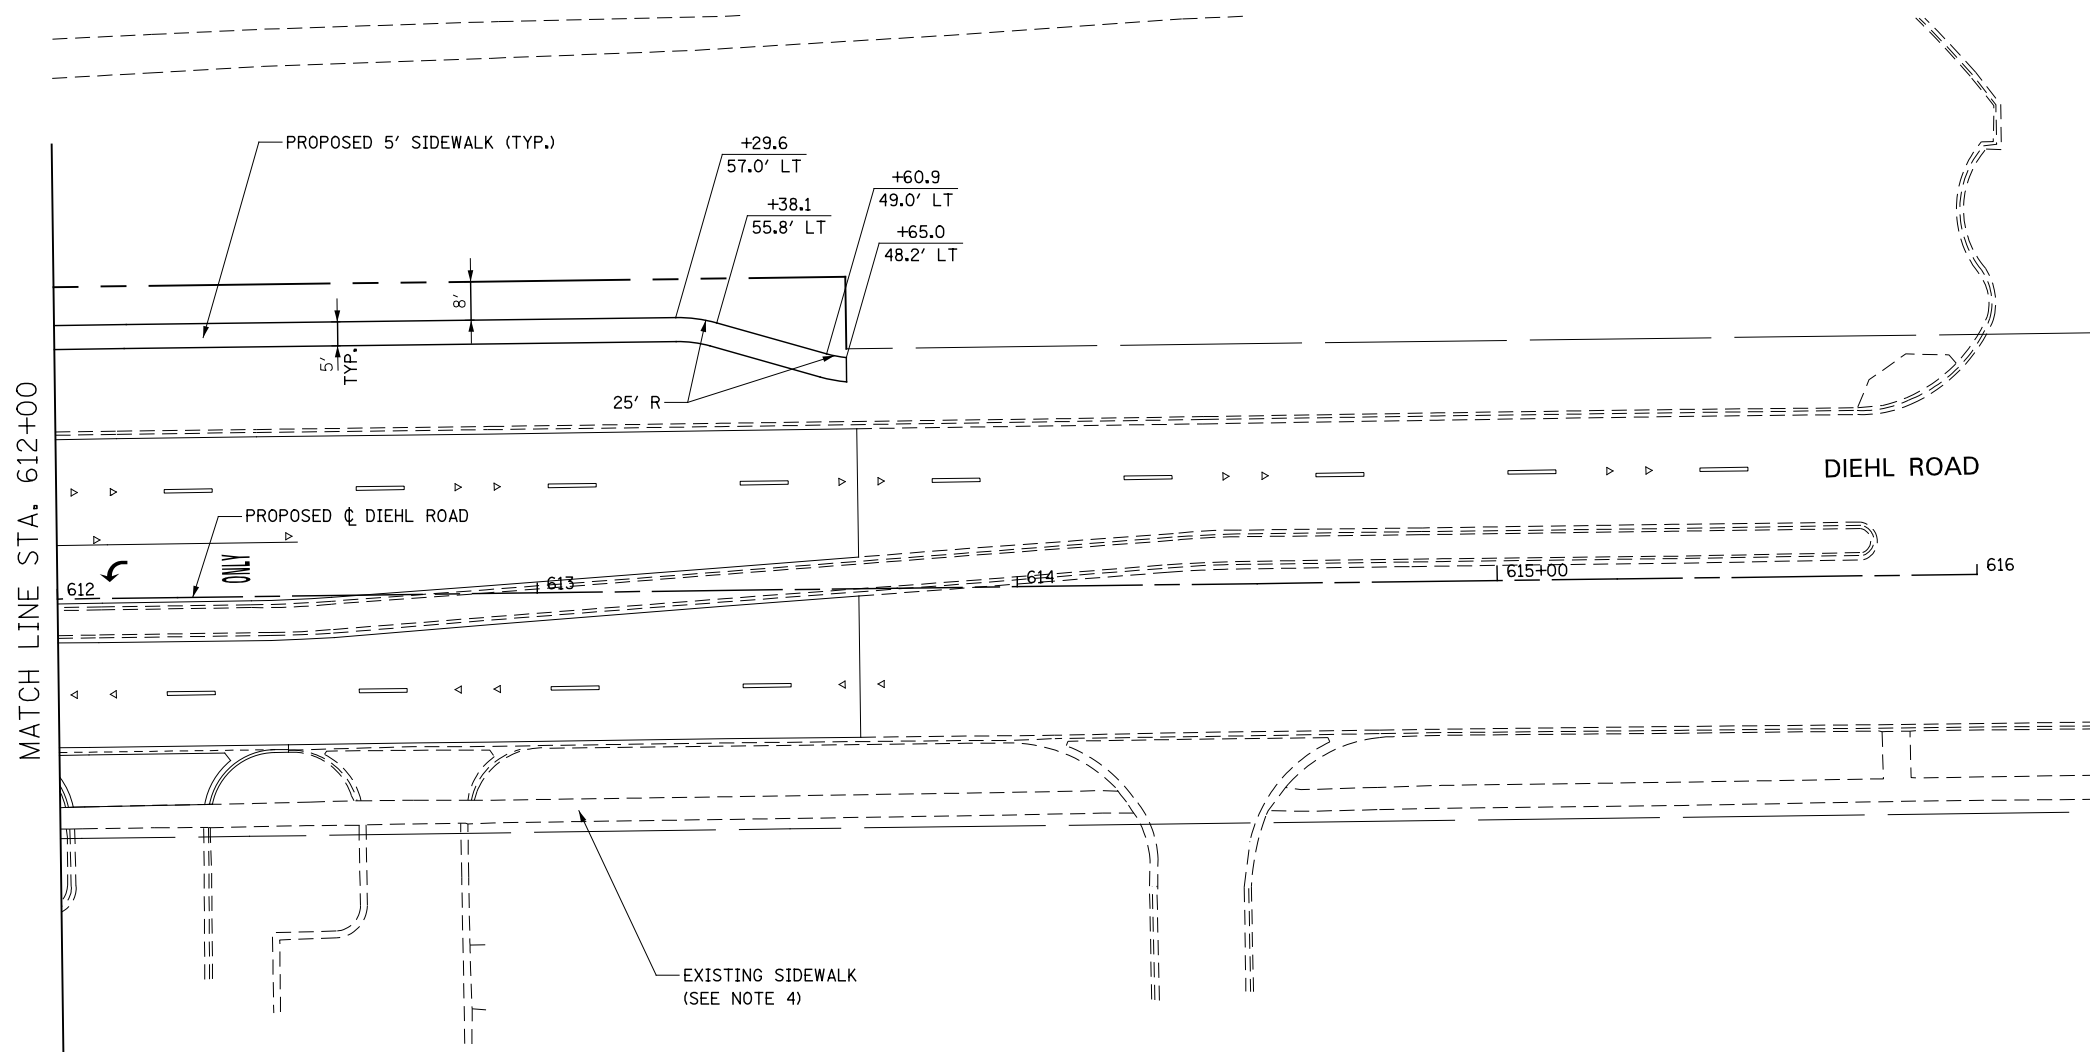 PROPOSED 5' SIDEWALK (TYP.)
+29.6
57.0' LT
+38.1
55.8' LT
+60.9
49.0' LT
+65.0
48.2' LT
8'
5'
TYP.
25' R
MATCH LINE STA. 612+00
DIEHL ROAD
PROPOSED ℄ DIEHL ROAD
ONLY
612
613
614
615+00
616
EXISTING SIDEWALK
(SEE NOTE 4)